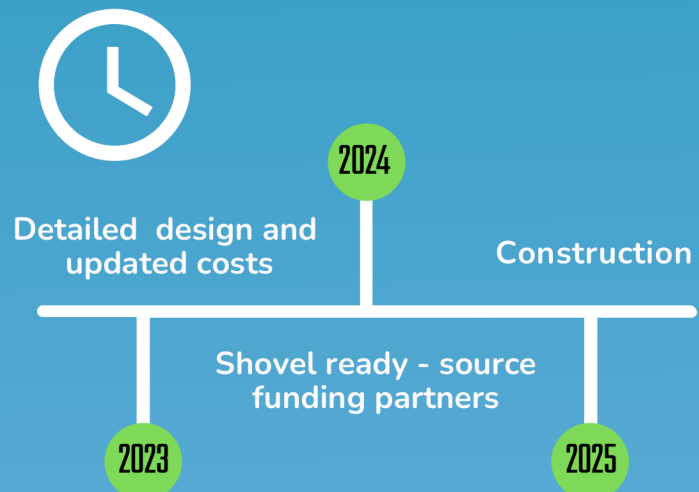 2024
Detailed design and
updated costs
Construction
Shovel ready - source
funding partners
2023
2025